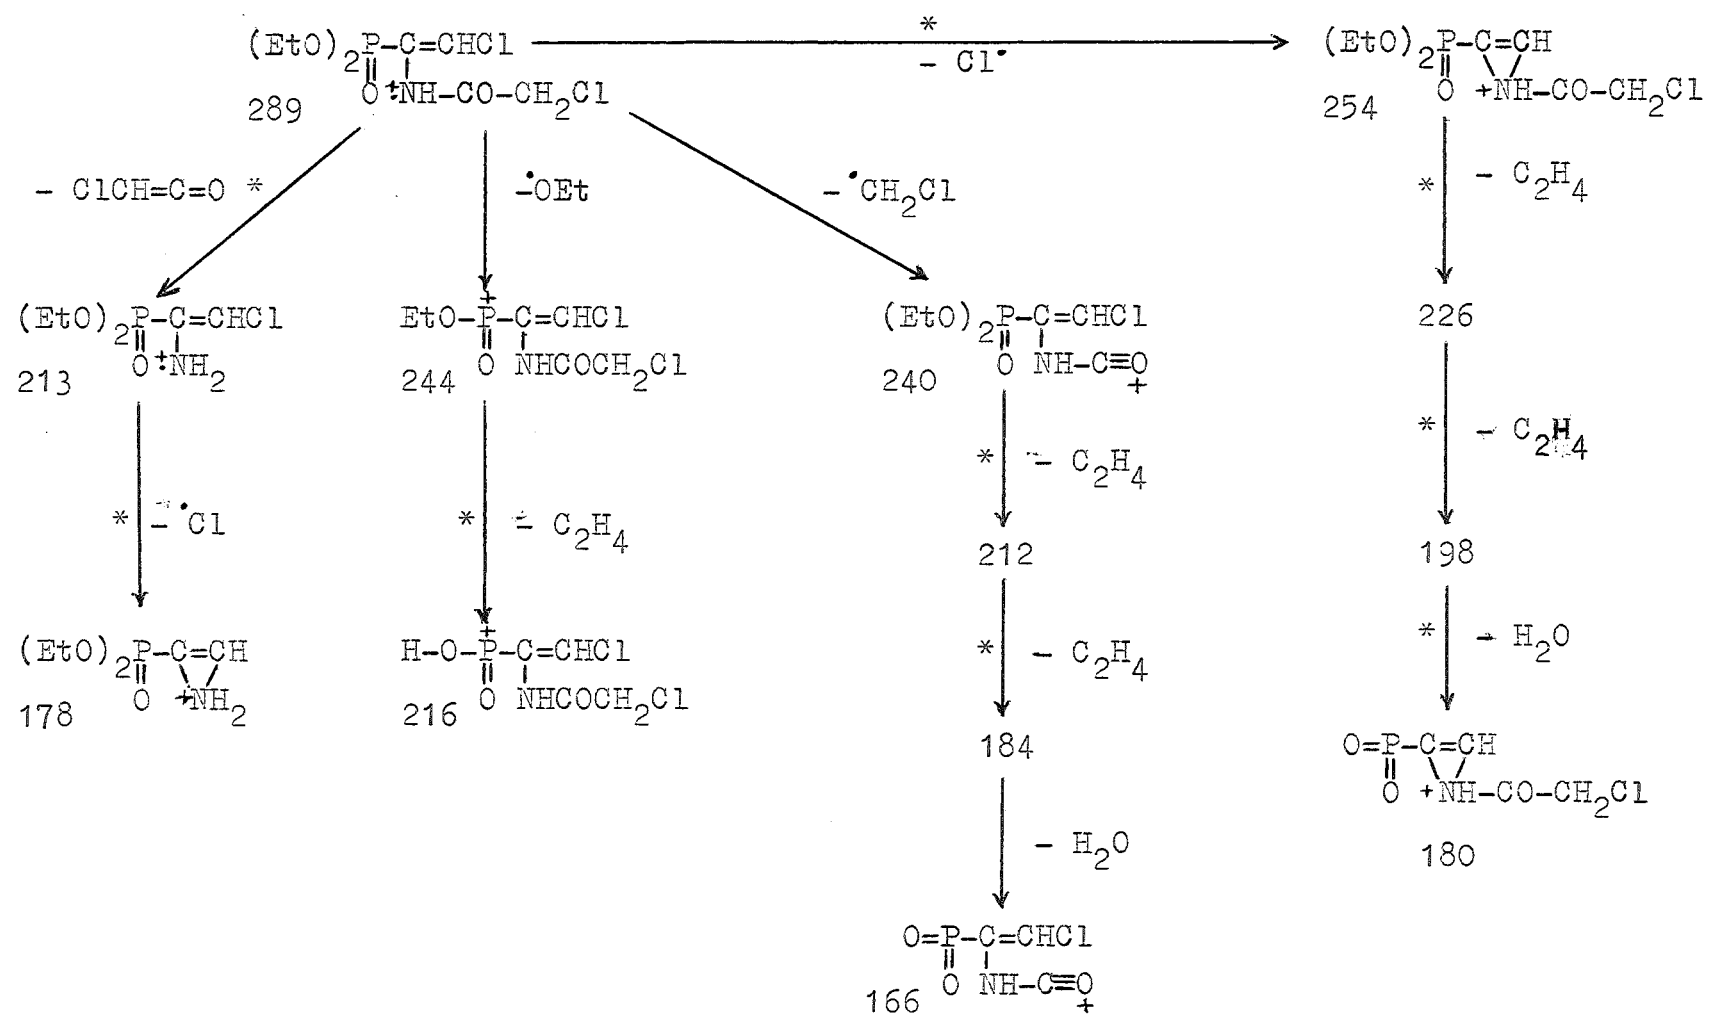 (EtO)₂P–C=CHCl
O +•NH–CO–CH₂Cl
289
*
– Cl•
(EtO)₂P–C=CH
O +NH–CO–CH₂Cl
254
– ClCH=C=O *
–•OEt
–•CH₂Cl
* – C₂H₄
(EtO)₂P–C=CHCl
O +•NH₂
213
EtO–P–C=CHCl
+
O NHCOCH₂Cl
244
(EtO)₂P–C=CHCl
O NH–C≡O
+
240
226
* –•Cl
* – C₂H₄
* – C₂H₄
* – C₂H₄
212
198
(EtO)₂P–C=CH
O +NH₂
178
H–O–P–C=CHCl
+
O NHCOCH₂Cl
216
* – C₂H₄
* – H₂O
184
O=P–C=CH
O +NH–CO–CH₂Cl
180
– H₂O
O=P–C=CHCl
O NH–C≡O
+
166